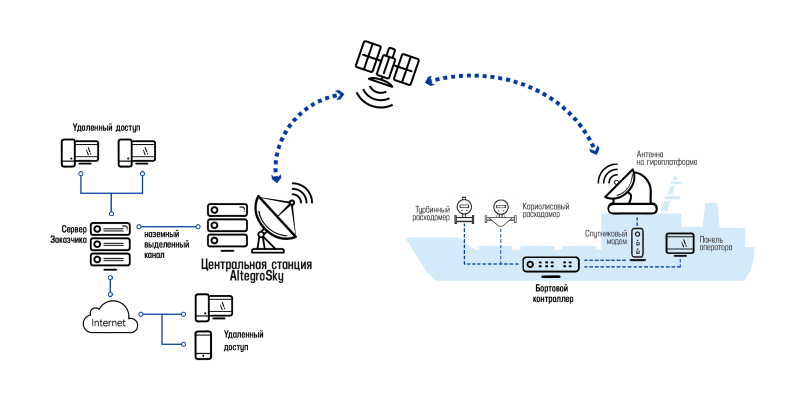 Удаленный доступ
Сервер
Заказчика
наземный
выделенный
канал
Центральная станция
AltegroSky
Internet
Удаленный
доступ
Антенна
на гироплатформе
Турбинный
расходомер
Кориолисовый
расходомер
Спутниковый
модем
Панель
оператора
Бортовой
контроллер